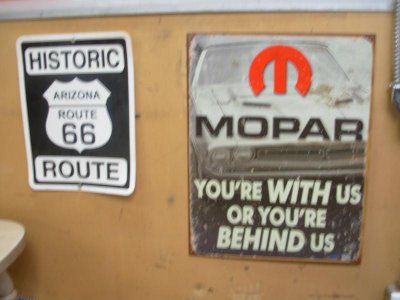 HISTORIC
ARIZONA
ROUTE
66
ROUTE
MOPAR
YOU'RE WITH US
OR YOU'RE
BEHIND US